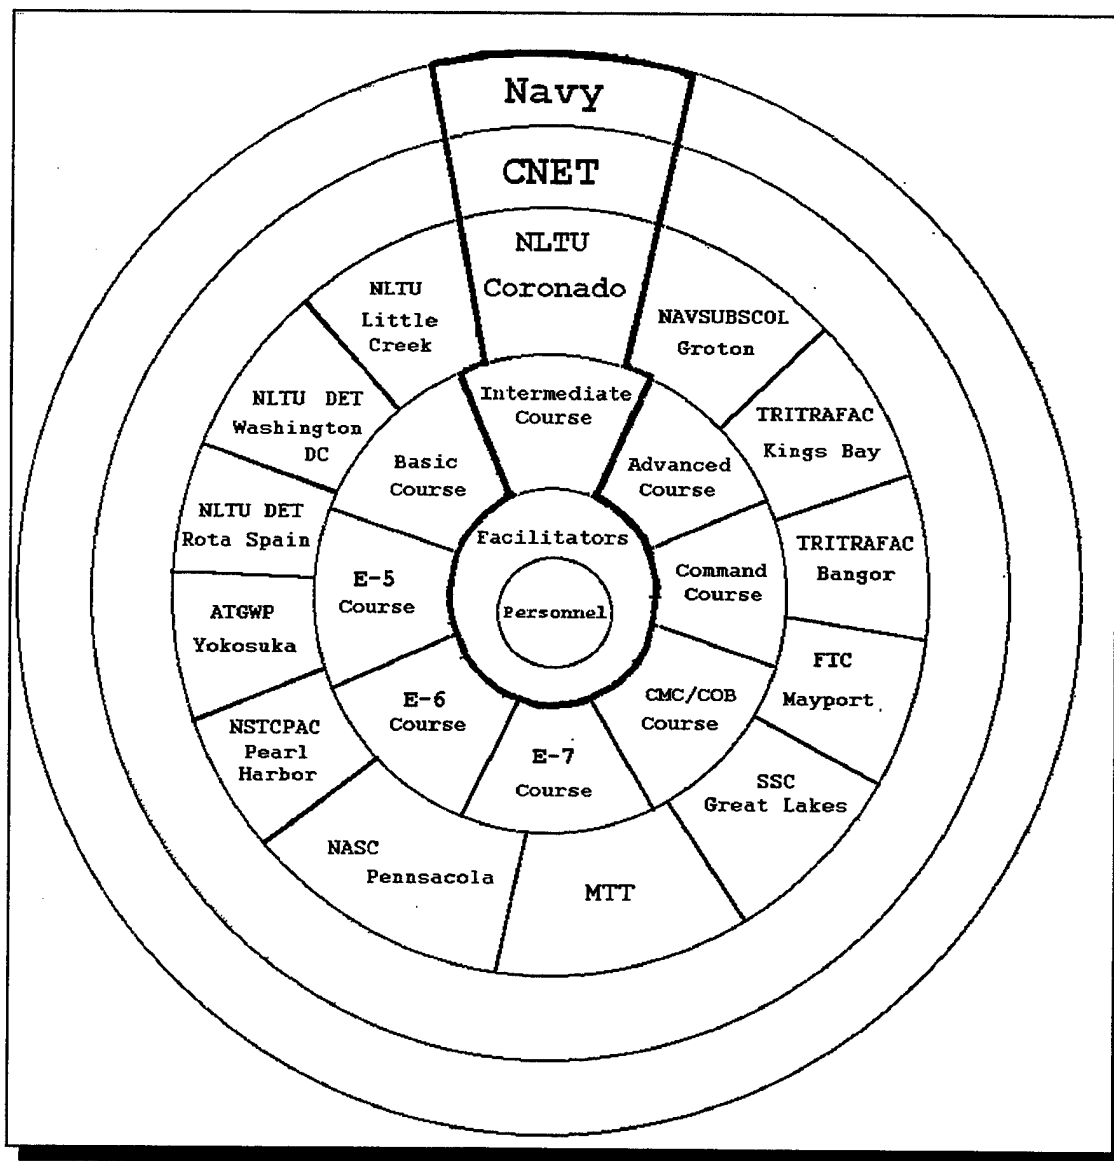 Navy
CNET
NLTU
Coronado
NLTU
Little
Creek
NAVSUBSCOL
Groton
NLTU DET
Washington
DC
Intermediate
Course
TRITRAFAC
Kings Bay
Basic
Course
Advanced
Course
NLTU DET
Rota Spain
Facilitators
TRITRAFAC
Bangor
E-5
Course
Command
Course
Personnel
ATGWP
Yokosuka
FTC
Mayport
E-6
Course
CMC/COB
Course
NSTCPAC
Pearl
Harbor
E-7
Course
SSC
Great Lakes
NASC
Pennsacola
MTT